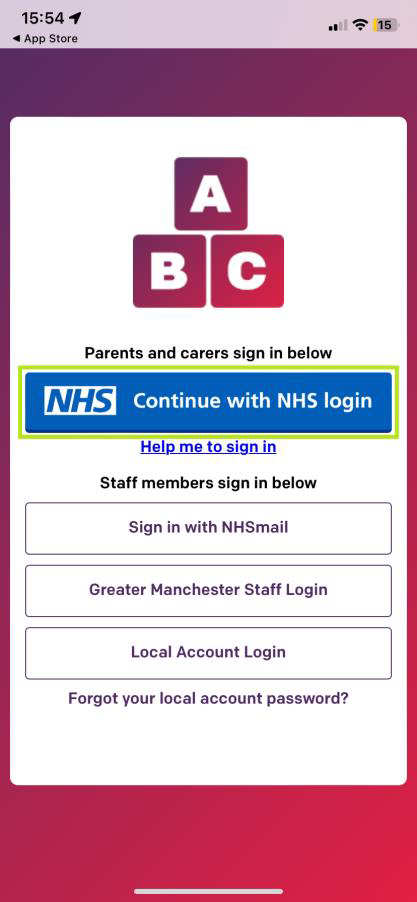 15:54
15
◀ App Store
A
B C
Parents and carers sign in below
NHS Continue with NHS login
Help me to sign in
Staff members sign in below
Sign in with NHSmail
Greater Manchester Staff Login
Local Account Login
Forgot your local account password?